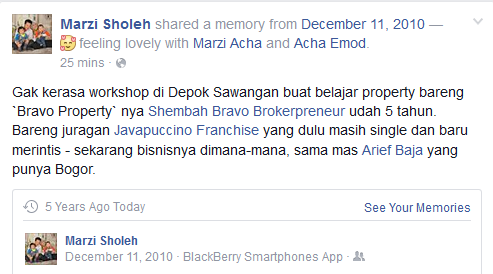 Marzi Sholeh shared a memory from December 11, 2010 —
feeling lovely with Marzi Acha and Acha Emod.
25 mins ·
Gak kerasa workshop di Depok Sawangan buat belajar property bareng
`Bravo Property` nya Shembah Bravo Brokerpreneur udah 5 tahun.
Bareng juragan Javapuccino Franchise yang dulu masih single dan baru
merintis - sekarang bisnisnya dimana-mana, sama mas Arief Baja yang
punya Bogor.
5 Years Ago Today
See Your Memories
Marzi Sholeh
December 11, 2010 · BlackBerry Smartphones App ·